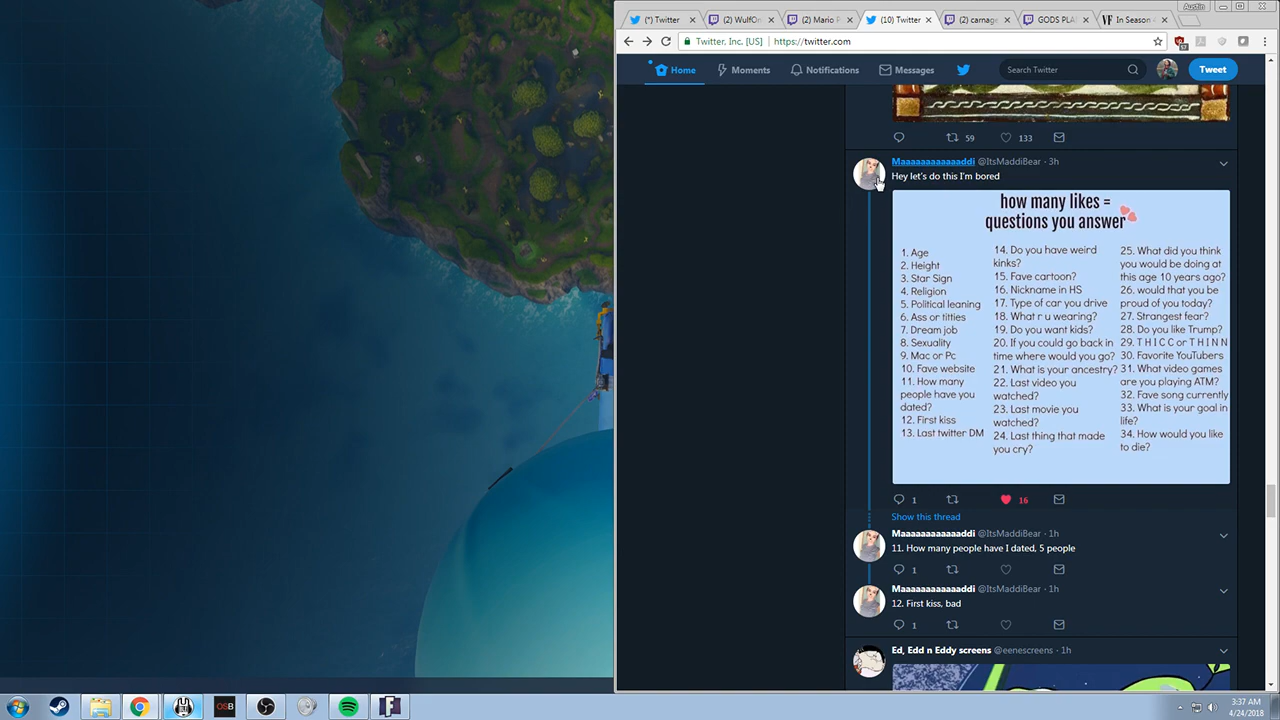 Austin
(*) Twitter
(2) WulfOn
(2) Mario P
(10) Twitter
(2) carnage
GODS PLA
In Season 4
Twitter, Inc. [US] | https://twitter.com
57
Home
Moments
Notifications
Messages
Search Twitter
Tweet
59
133
Maaaaaaaaaaaaddi @ItsMaddiBear · 3h
Hey let's do this I'm bored
how many likes =
questions you answer
1. Age
2. Height
3. Star Sign
4. Religion
5. Political leaning
6. Ass or titties
7. Dream job
8. Sexuality
9. Mac or Pc
10. Fave website
11. How many
people have you
dated?
12. First kiss
13. Last twitter DM
14. Do you have weird
kinks?
15. Fave cartoon?
16. Nickname in HS
17. Type of car you drive
18. What r u wearing?
19. Do you want kids?
20. If you could go back in
time where would you go?
21. What is your ancestry?
22. Last video you
watched?
23. Last movie you
watched?
24. Last thing that made
you cry?
25. What did you think
you would be doing at
this age 10 years ago?
26. would that you be
proud of you today?
27. Strangest fear?
28. Do you like Trump?
29. T H I C C or T H I N N
30. Favorite YouTubers
31. What video games
are you playing ATM?
32. Fave song currently
33. What is your goal in
life?
34. How would you like
to die?
1
16
Show this thread
Maaaaaaaaaaaaddi @ItsMaddiBear · 1h
11. How many people have I dated, 5 people
1
Maaaaaaaaaaaaddi @ItsMaddiBear · 1h
12. First kiss, bad
1
Ed, Edd n Eddy screens @eenescreens · 1h
OSB
3:37 AM
4/24/2018